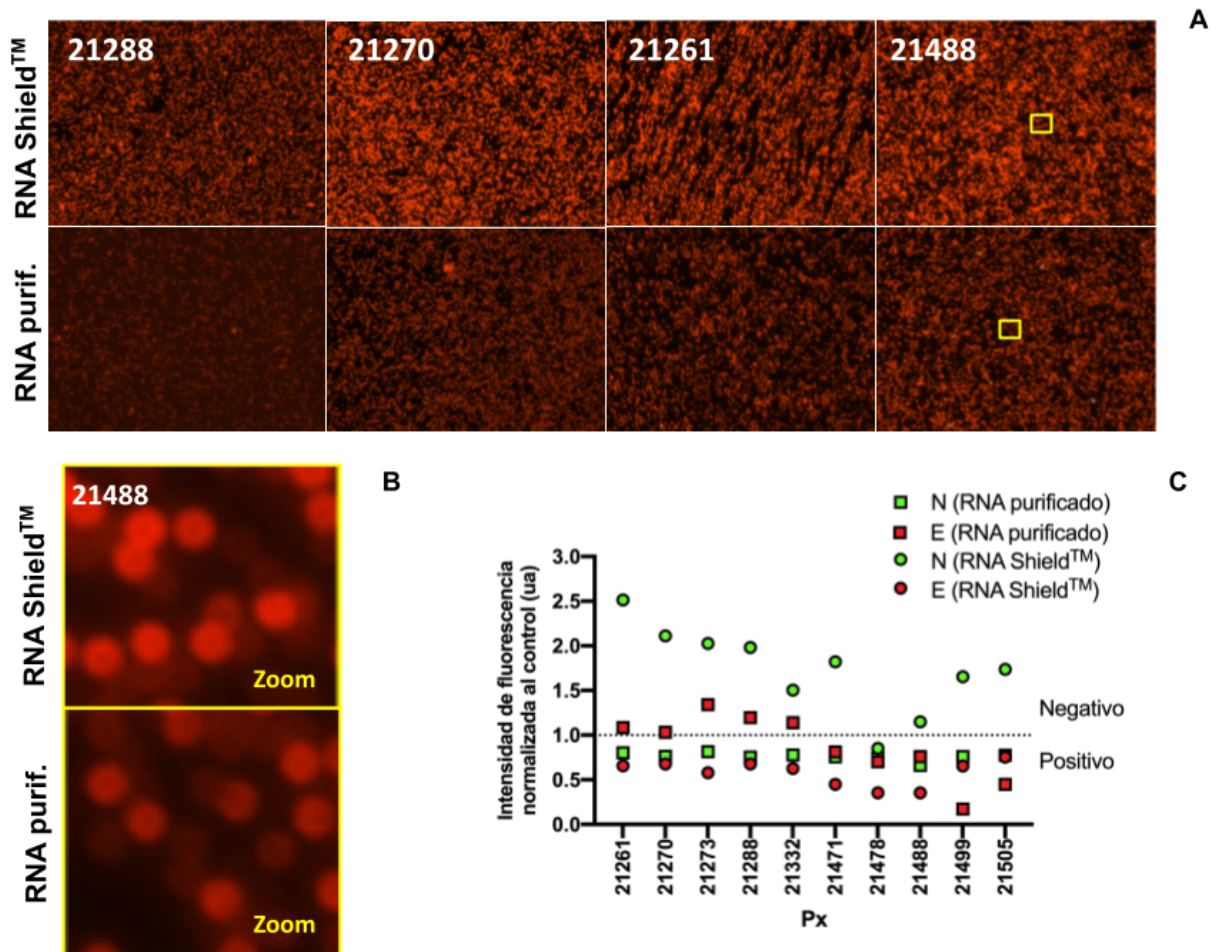 A
21288
21270
21261
21488
RNA Shield™
RNA purif.
B
C
21488
RNA Shield™
Zoom
RNA purif.
Zoom
N (RNA purificado)
E (RNA purificado)
N (RNA Shield™)
E (RNA Shield™)
Intensidad de fluorescencia
normalizada al control (ua)
3.0
2.5
2.0
1.5
1.0
0.5
0.0
Negativo
Positivo
21261
21270
21273
21288
21332
21471
21478
21488
21499
21505
Px